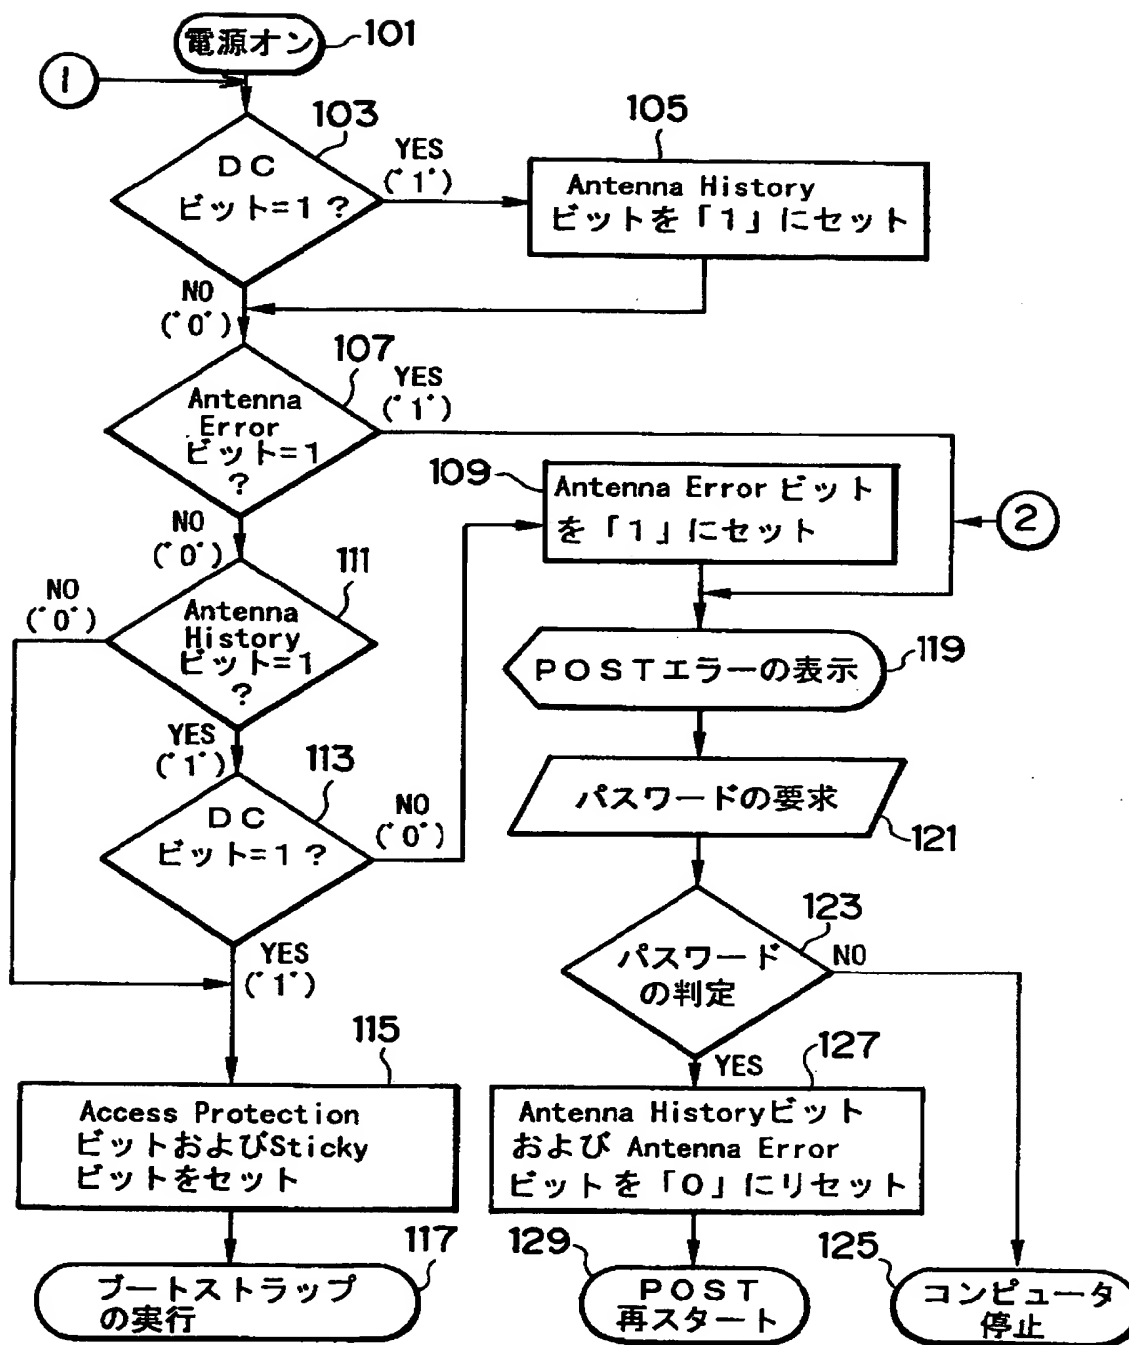 電源オン
101
1
103
DC
ビット=1?
YES
("1")
105
Antenna History
ビットを「1」にセット
NO
("0")
107
Antenna
Error
ビット=1
?
YES
("1")
109
Antenna Error ビット
を「1」にセット
2
NO
("0")
111
Antenna
History
ビット=1
?
NO
("0")
119
POSTエラーの表示
YES
("1")
113
DC
ビット=1?
NO
("0")
パスワードの要求
121
123
パスワード
の判定
NO
YES
("1")
YES
115
Access Protection
ビットおよびSticky
ビットをセット
127
Antenna Historyビット
および Antenna Error
ビットを「0」にリセット
117
ブートストラップ
の実行
129
POST
再スタート
125
コンピュータ
停止